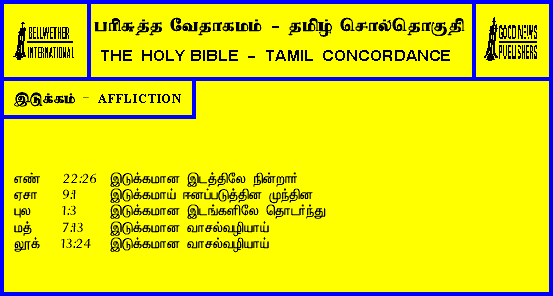 BELLWETHER
INTERNATIONAL
பரிசுத்த வேதாகமம் - தமிழ் சொல்தொகுதி
THE HOLY BIBLE - TAMIL CONCORDANCE
GOOD NEWS
PUBLISHERS
இடுக்கம் - AFFLICTION
எண் 22:26 இடுக்கமான இடத்திலே நின்றார்
ஏசா 9:1 இடுக்கமாய் ஈனப்படுத்தின முந்தின
புல 1:3 இடுக்கமான இடங்களிலே தொடர்ந்து
மத் 7:13 இடுக்கமான வாசல்வழியாய்
லூக் 13:24 இடுக்கமான வாசல்வழியாய்